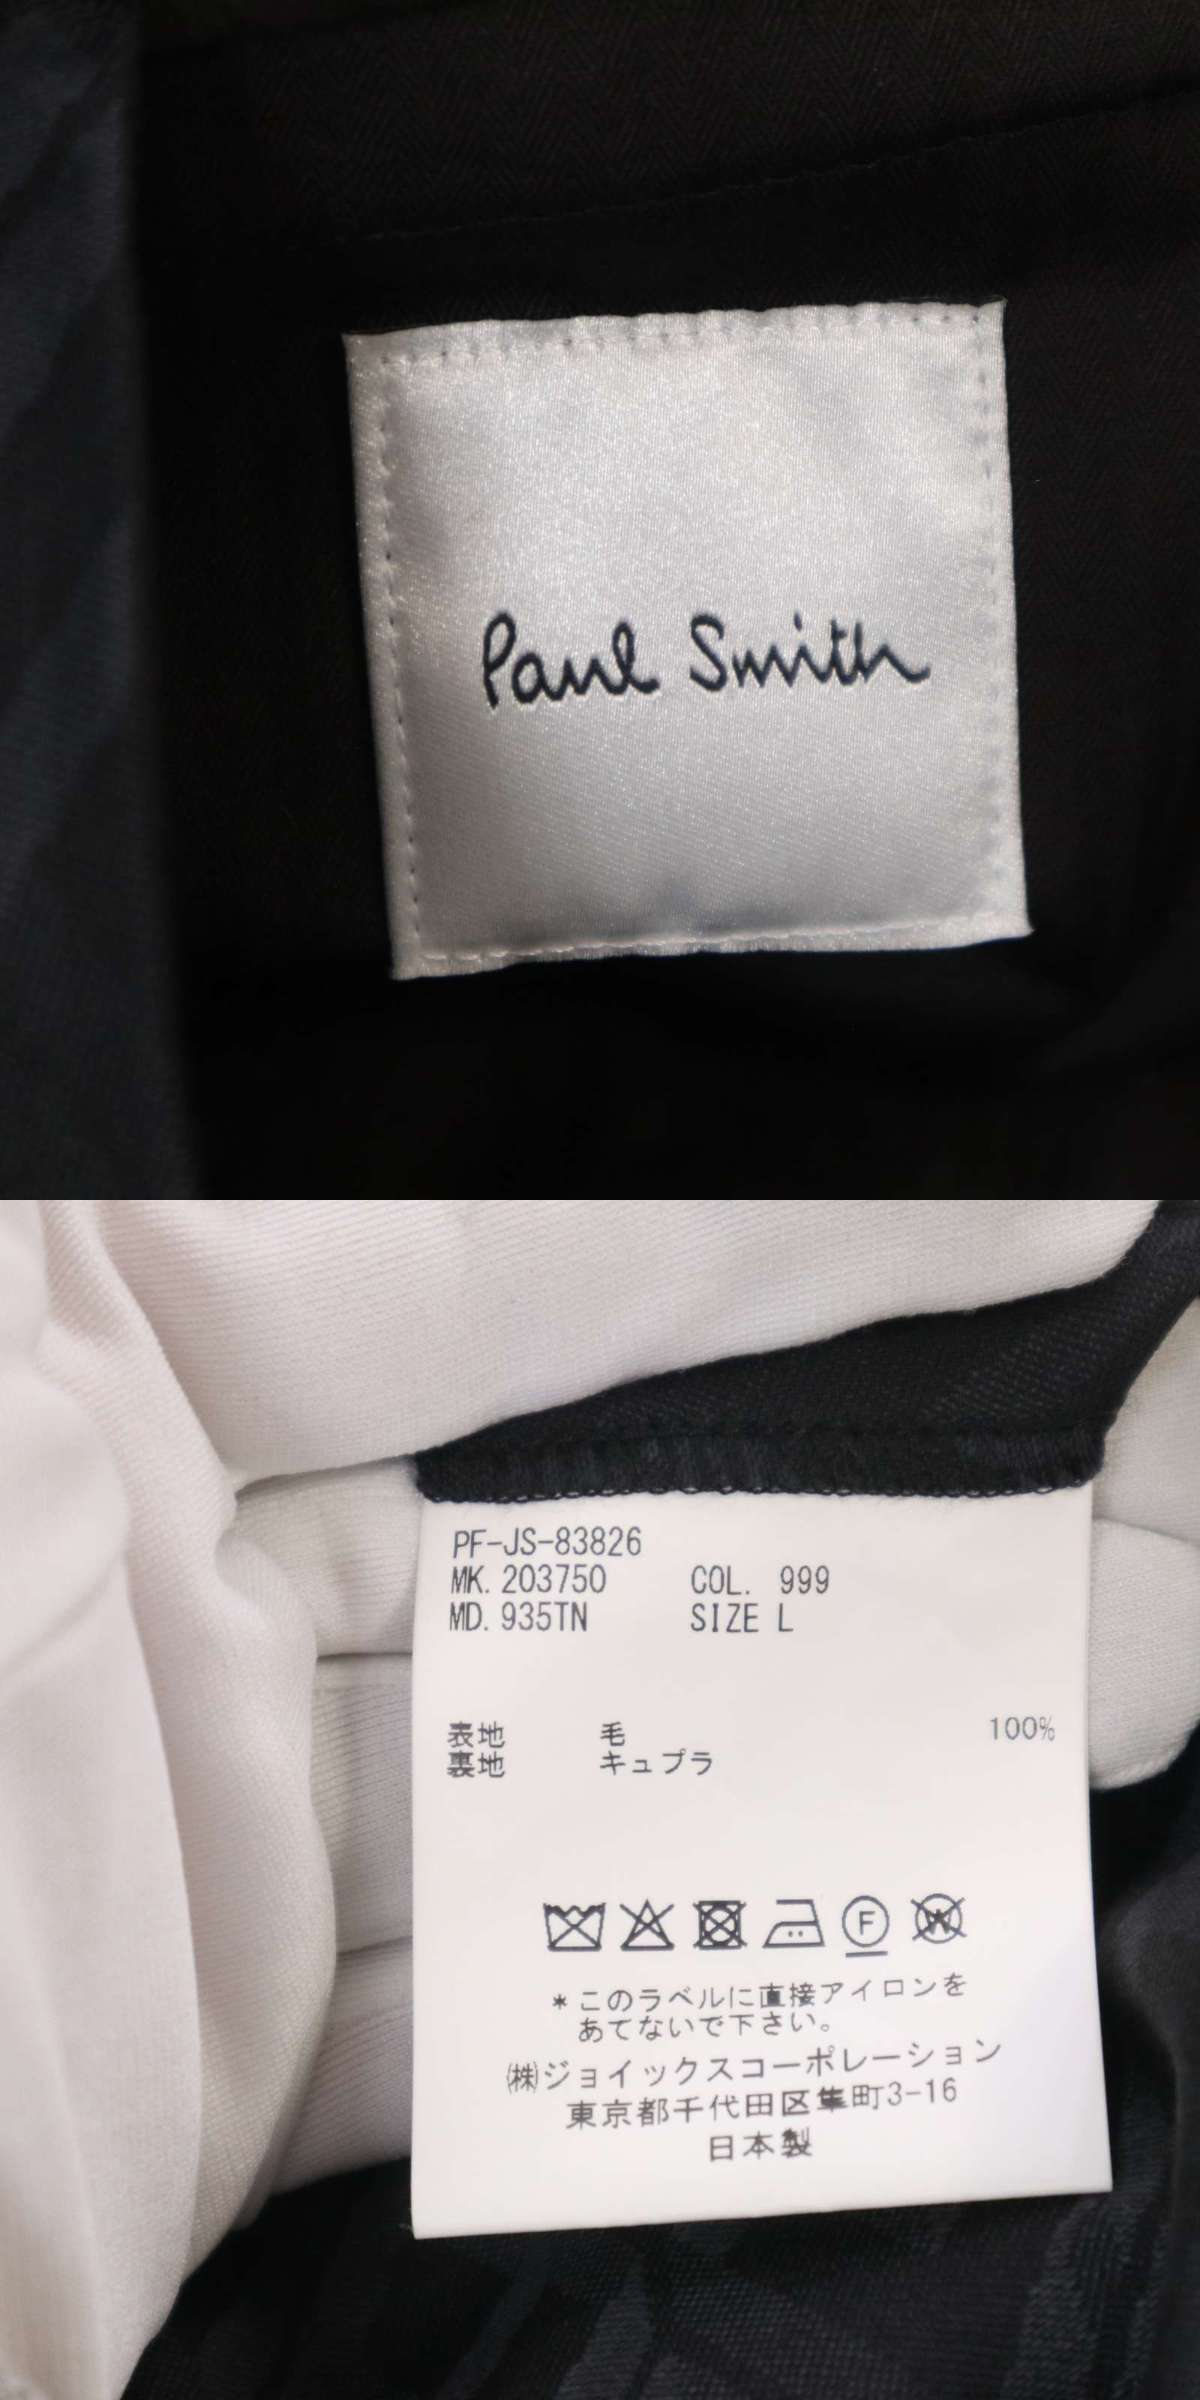 Paul Smith
PF-JS-83826
MK. 203750 COL. 999
MD. 935TN SIZE L
表地 毛 100%
裏地 キュプラ
F
W
*このラベルに直接アイロンを
あてないで下さい。
㈱ジョイックスコーポレーション
東京都千代田区隼町3-16
日本製